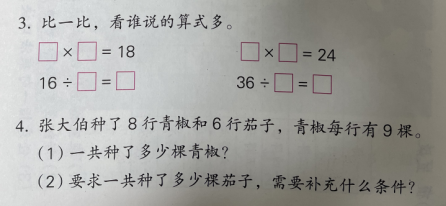 3. 比一比，看谁说的算式多。
□×□=18 □×□=24
16÷□=□ 36÷□=□
4. 张大伯种了8行青椒和6行茄子，青椒每行有9棵。
(1)一共种了多少棵青椒?
(2)要求一共种了多少棵茄子，需要补充什么条件?